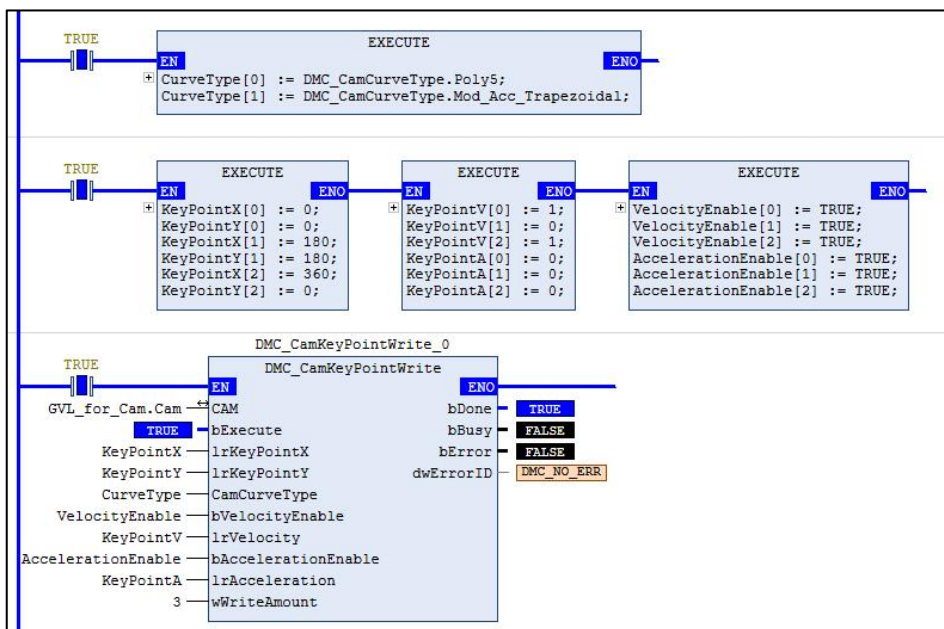 TRUE
EXECUTE
EN ENO
CurveType[0] := DMC_CamCurveType.Poly5;
CurveType[1] := DMC_CamCurveType.Mod_Acc_Trapezoidal;
TRUE
EXECUTE
EN ENO
KeyPointX[0] := 0;
KeyPointY[0] := 0;
KeyPointX[1] := 180;
KeyPointY[1] := 180;
KeyPointX[2] := 360;
KeyPointY[2] := 0;
EXECUTE
EN ENO
KeyPointV[0] := 1;
KeyPointV[1] := 0;
KeyPointV[2] := 1;
KeyPointA[0] := 0;
KeyPointA[1] := 0;
KeyPointA[2] := 0;
EXECUTE
EN ENO
VelocityEnable[0] := TRUE;
VelocityEnable[1] := TRUE;
VelocityEnable[2] := TRUE;
AccelerationEnable[0] := TRUE;
AccelerationEnable[1] := TRUE;
AccelerationEnable[2] := TRUE;
DMC_CamKeyPointWrite_0
TRUE
DMC_CamKeyPointWrite
EN ENO
GVL_for_Cam.Cam CAM bDone TRUE
TRUE bExecute bBusy FALSE
KeyPointX lrKeyPointX bError FALSE
KeyPointY lrKeyPointY dwErrorID DMC_NO_ERR
CurveType CamCurveType
VelocityEnable bVelocityEnable
KeyPointV lrVelocity
AccelerationEnable bAccelerationEnable
KeyPointA lrAcceleration
3 wWriteAmount